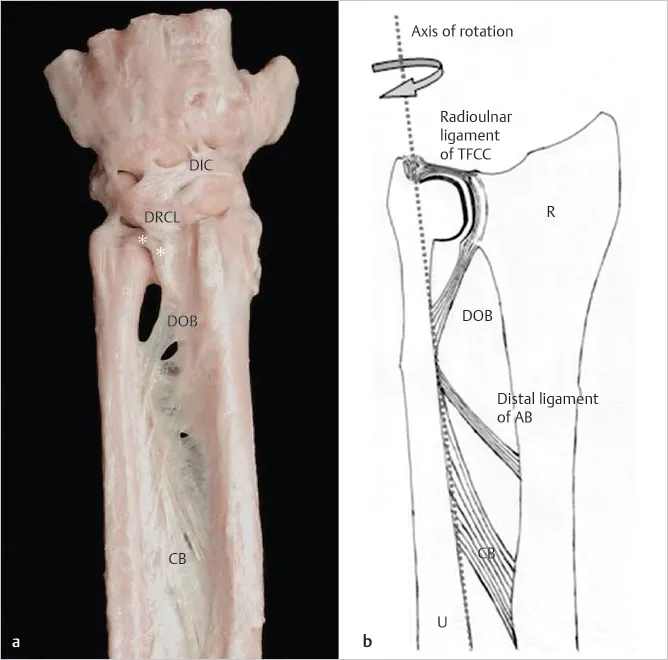 DIC
DRCL
*
*
DOB
CB
a
Axis of rotation
Radioulnar
ligament
of TFCC
R
DOB
Distal ligament
of AB
CB
U
b